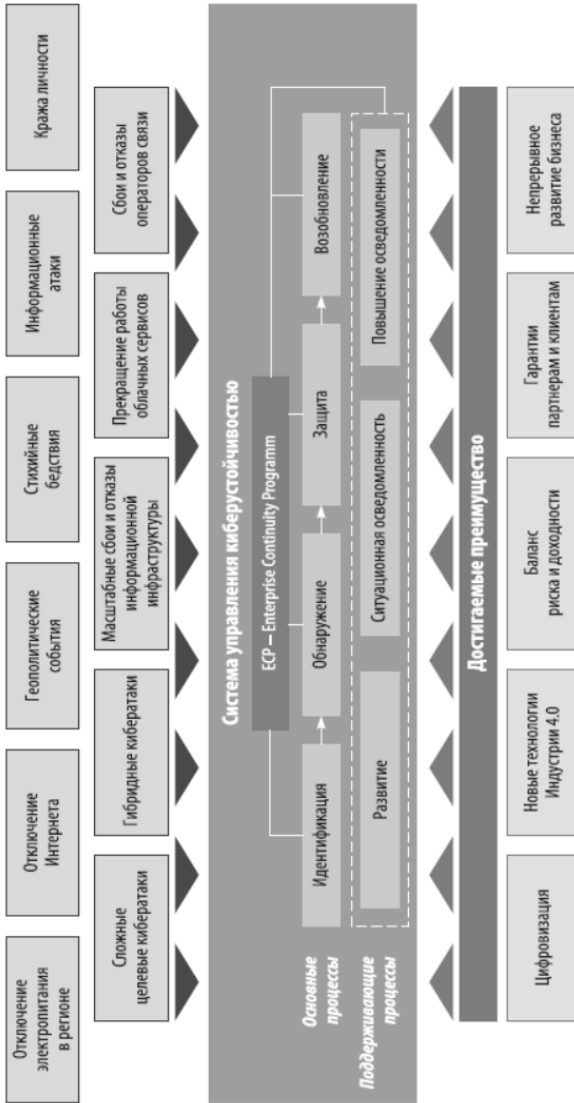 Отключение
электропитания
в регионе
Отключение
Интернета
Геополитические
события
Стихийные
бедствия
Информационные
атаки
Кража личности
Сложные
целевые кибератаки
Гибридные кибератаки
Масштабные сбои и отказы
информационной
инфраструктуры
Прекращение работы
облачных сервисов
Сбои и отказы
операторов связи
Система управления киберустойчивостью
ECP — Enterprise Continuity Programm
Основные
процессы
Идентификация
Обнаружение
Защита
Возобновление
Поддерживающие
процессы
Развитие
Ситуационная осведомленность
Повышение осведомленности
Достигаемые преимущество
Цифровизация
Новые технологии
Индустрии 4.0
Баланс
риска и доходности
Гарантии
партнерам и клиентам
Непрерывное
развитие бизнеса